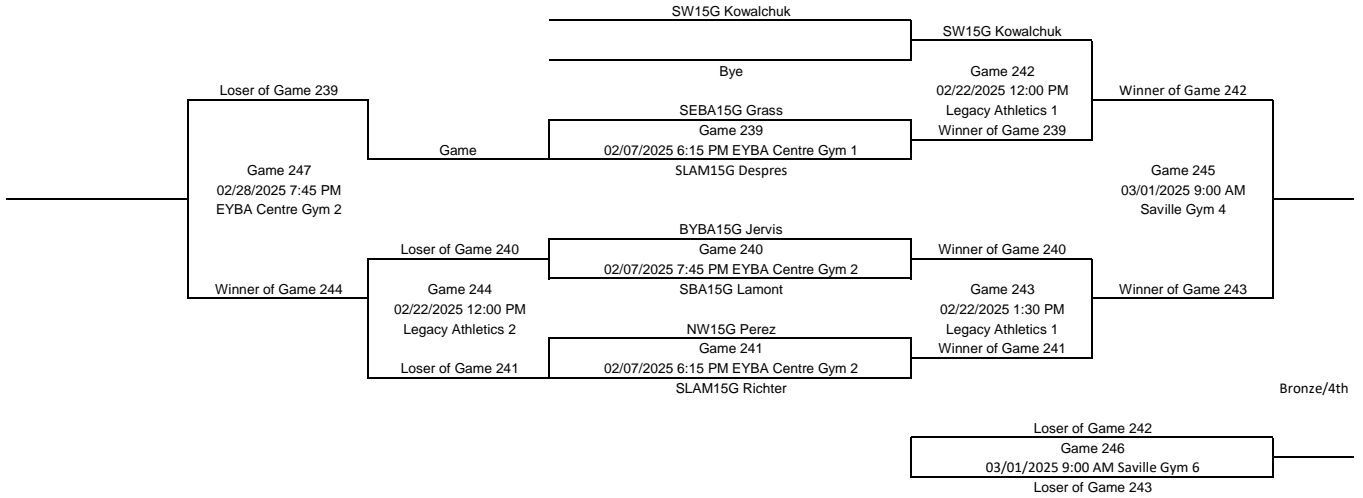 SW15G Kowalchuk
SW15G Kowalchuk
Bye
Game 242
Loser of Game 239
02/22/2025 12:00 PM
Winner of Game 242
SEBA15G Grass
Legacy Athletics 1
Game 239
Winner of Game 239
Game
02/07/2025 6:15 PM EYBA Centre Gym 1
Game 247
SLAM15G Despres
Game 245
02/28/2025 7:45 PM
03/01/2025 9:00 AM
EYBA Centre Gym 2
Saville Gym 4
BYBA15G Jervis
Loser of Game 240
Game 240
Winner of Game 240
02/07/2025 7:45 PM EYBA Centre Gym 2
Winner of Game 244
Game 244
SBA15G Lamont
Game 243
Winner of Game 243
02/22/2025 12:00 PM
02/22/2025 1:30 PM
Legacy Athletics 2
NW15G Perez
Legacy Athletics 1
Game 241
Winner of Game 241
Loser of Game 241
02/07/2025 6:15 PM EYBA Centre Gym 2
SLAM15G Richter
Bronze/4th
Loser of Game 242
Game 246
03/01/2025 9:00 AM Saville Gym 6
Loser of Game 243